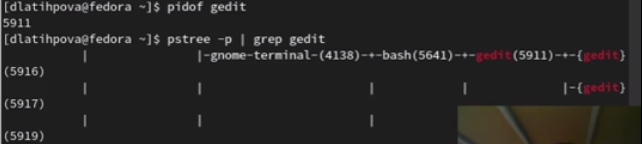 [dlatihpova@fedora ~]$ pidof gedit
5911
[dlatihpova@fedora ~]$ pstree -p | grep gedit
           |               |-gnome-terminal-(4138)-+-bash(5641)-+-gedit(5911)-+-{gedit}
(5916)
           |               |                       |            |             |-{gedit}
(5917)
           |               |                       |
(5919)